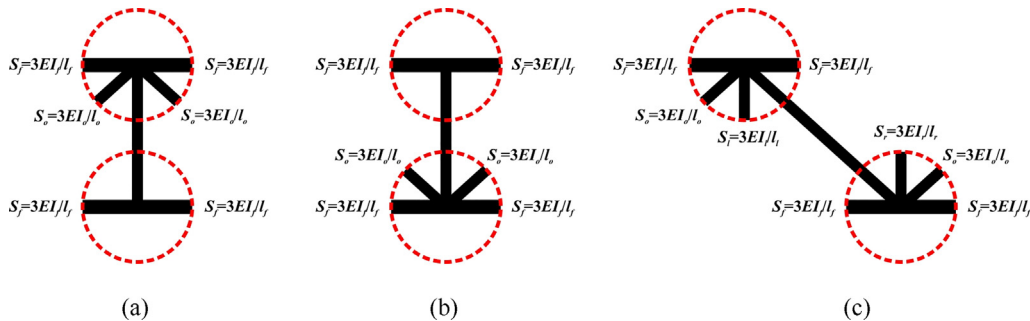 S_f=3EI_f/l_f S_f=3EI_f/l_f
S_o=3EI_o/l_o S_o=3EI_o/l_o
S_f=3EI_f/l_f S_f=3EI_f/l_f
(a)
S_f=3EI_f/l_f S_f=3EI_f/l_f
S_o=3EI_o/l_o S_o=3EI_o/l_o
S_f=3EI_f/l_f S_f=3EI_f/l_f
(b)
S_f=3EI_f/l_f S_f=3EI_f/l_f
S_o=3EI_o/l_o
S_l=3EI_l/l_l
S_r=3EI_r/l_r
S_o=3EI_o/l_o
S_f=3EI_f/l_f S_f=3EI_f/l_f
(c)